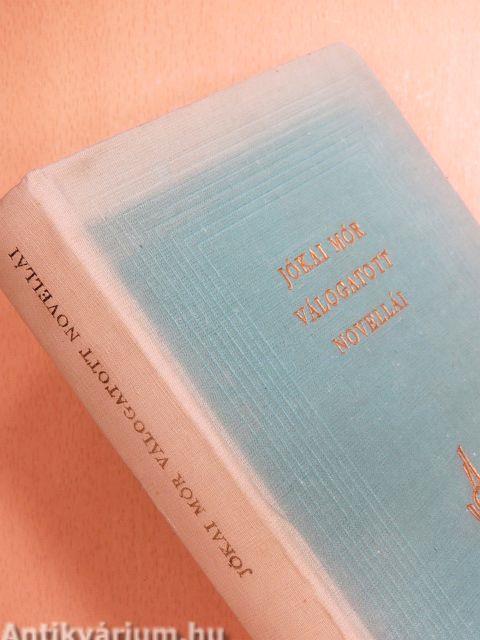 JÓKAI MÓR
VÁLOGATOTT
NOVELLÁI
JÓKAI MÓR VÁLOGATOTT NOVELLÁI
Antikvárium.hu